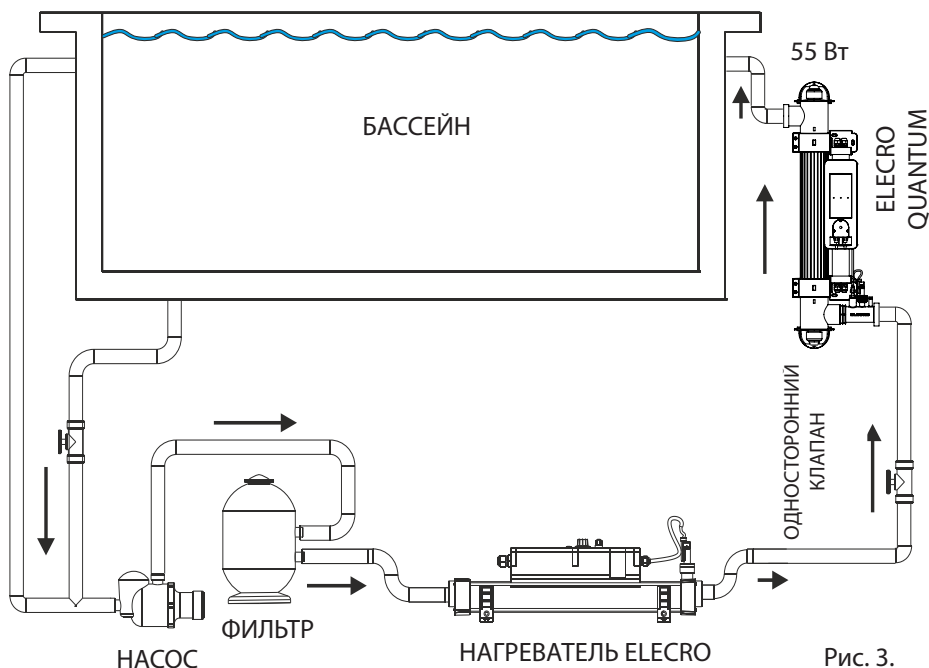 55 Вт
БАССЕЙН
ELECRO
QUANTUM
ОДНОСТОРОННИЙ
КЛАПАН
ФИЛЬТР
НАСОС
НАГРЕВАТЕЛЬ ELECRO
Рис. 3.